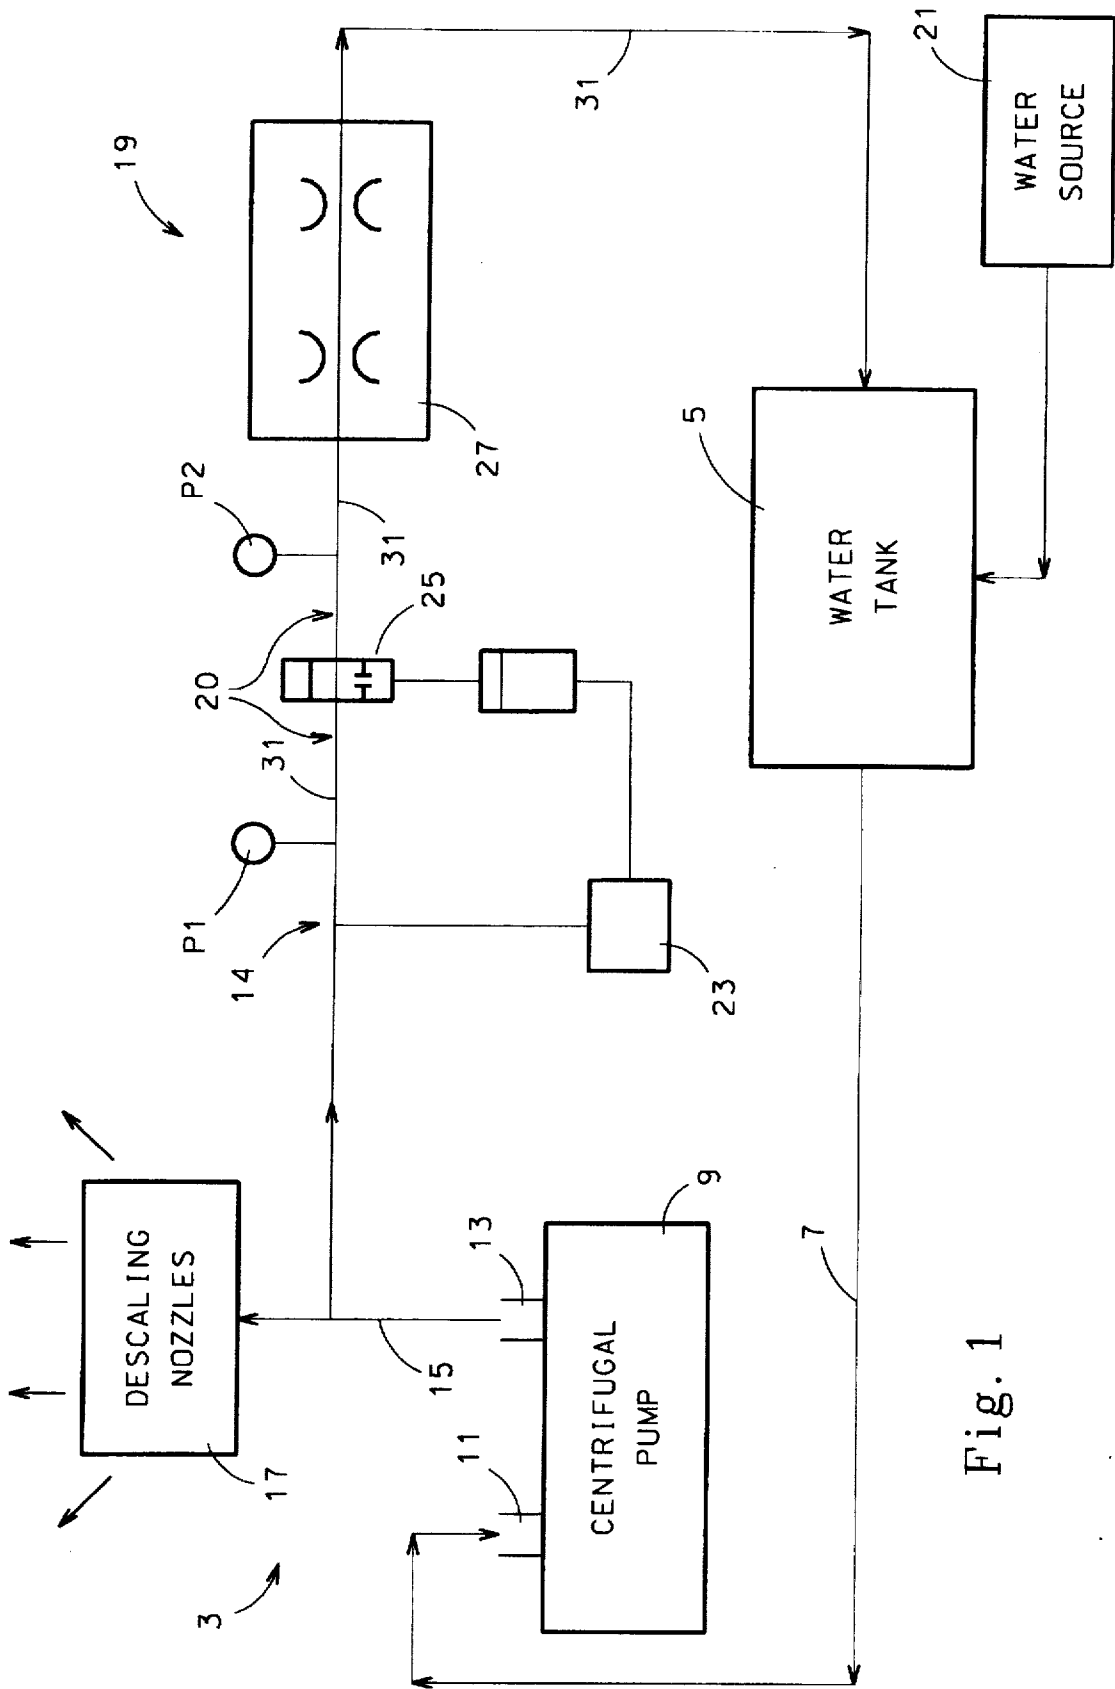 19
31
21
WATER
SOURCE
P2
27
31
5
20
25
31
WATER
TANK
P1
14
23
DESCALING
NOZZLES
17
13
9
15
11
CENTRIFUGAL
PUMP
7
3
Fig. 1